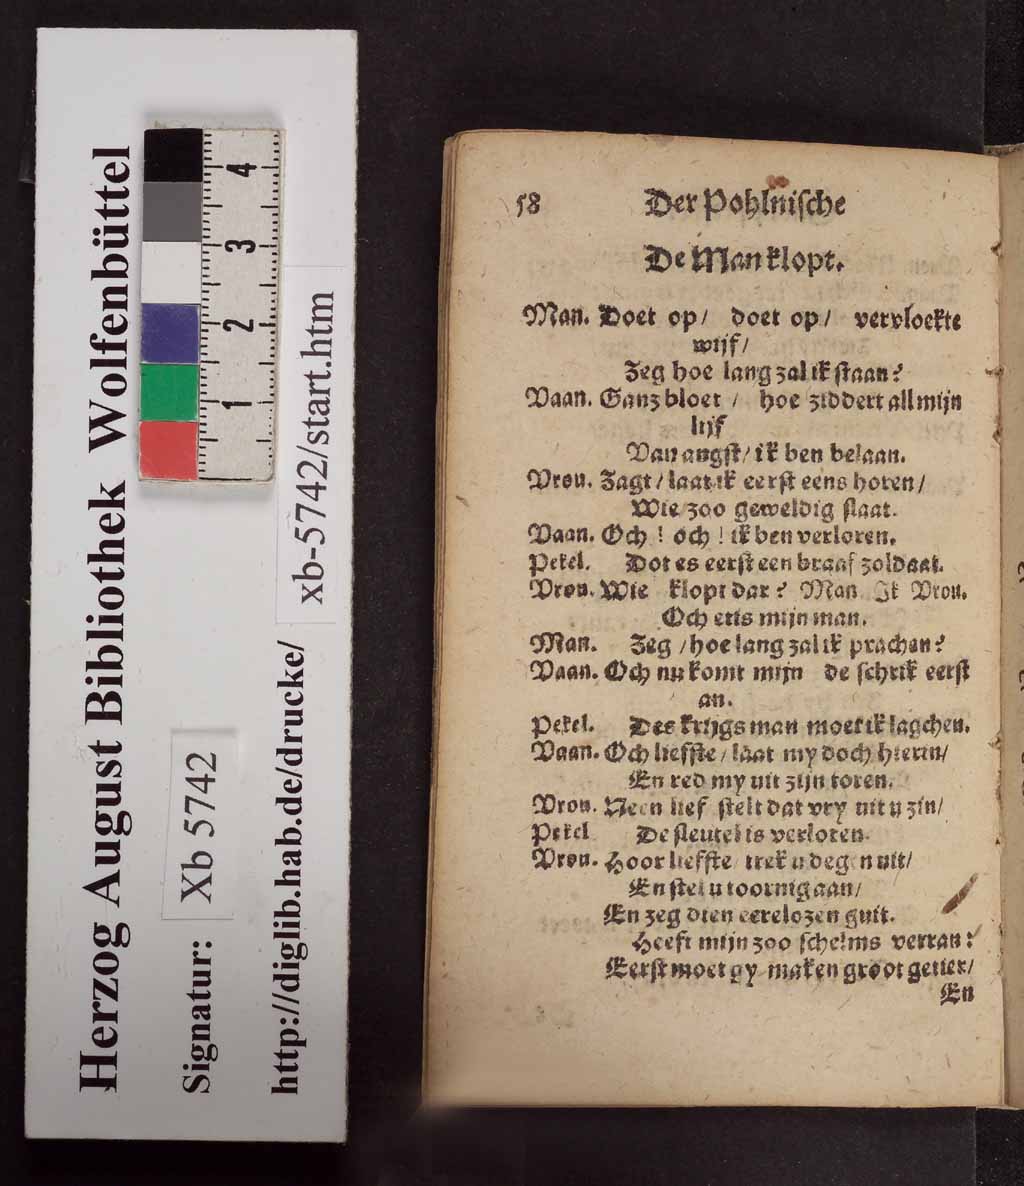 Herzog August Bibliothek Wolfenbüttel
Signatur: Xb 5742
http://diglib.hab.de/drucke/ xb-5742/start.htm
4
3
2
1
58 Der Pohlnische
De Man klopt.
Man. Doet op/ doet op/ vervloekte
wijf/
Zeg hoe lang zal ik staan?
Vaan. Ganz bloet / hoe ziddert all mijn
lijf
Van angst/ ik ben belaan.
Vrou. Zagt / laat ik eerst eens horen/
Wie zoo geweldig slaat.
Vaan. Och ! och ! ik ben verloren.
Pekel. Dot es eerst een braaf zoldaat.
Vrou. Wie klopt dar? Man Ik Vrou.
Och etis mijn man.
Man. Zeg /hoe lang zal ik prachen?
Vaan. Och nu komt mijn de schrik eerst
an.
Pekel. Des krijgs man moet ik lagchen.
Vaan. Och liefste / laat my doch hierin/
En red my uit zijn toren.
Vrou. Neen lief stelt dat vry uit u zin/
Pekel De sleutel is verloren.
Vrou. Hoor liefste trek u degen uit/
En stel u toornig aan/
En zeg dien eerelozen guit.
Heeft mijn zoo schelms verran?
Eerst moet gy maken groot getier/
En